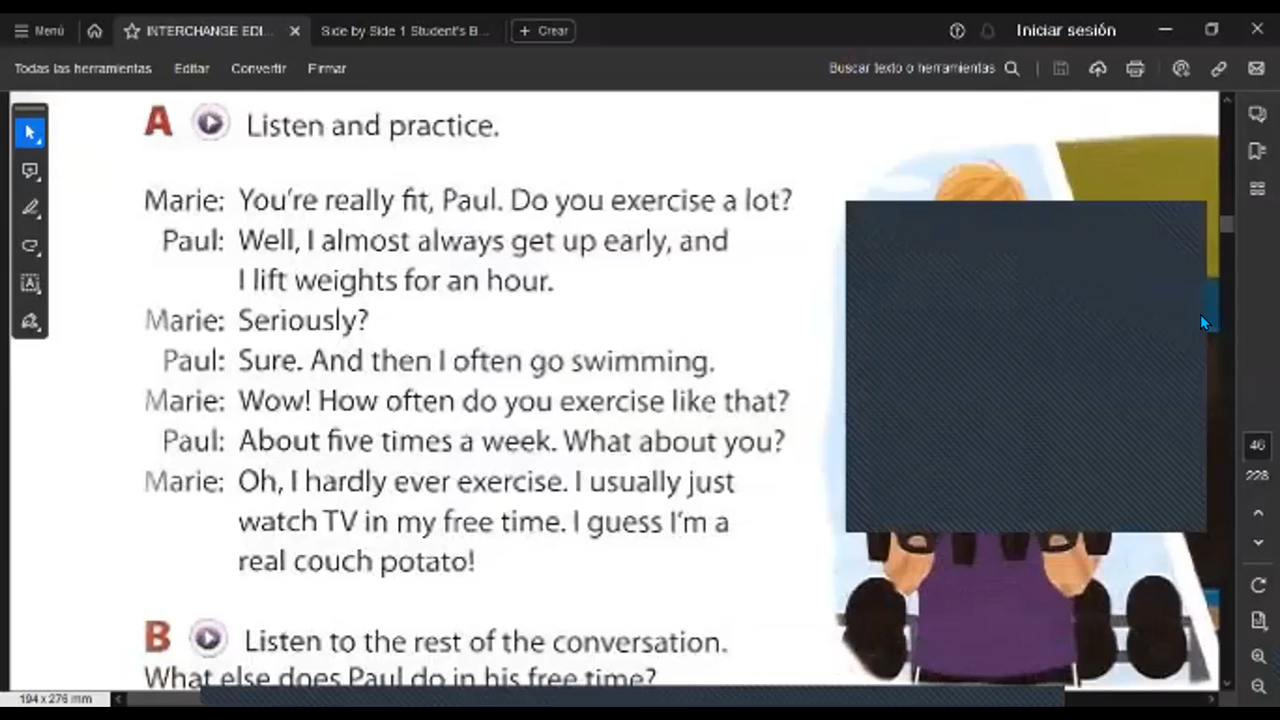 Menú
INTERCHANGE EDI...
Side by Side 1 Student's B...
+ Crear
Iniciar sesión
Todas las herramientas
Editar
Convertir
Firmar
Buscar texto o herramientas
A Listen and practice.
Marie: You're really fit, Paul. Do you exercise a lot?
Paul: Well, I almost always get up early, and
I lift weights for an hour.
Marie: Seriously?
Paul: Sure. And then I often go swimming.
Marie: Wow! How often do you exercise like that?
Paul: About five times a week. What about you?
Marie: Oh, I hardly ever exercise. I usually just
watch TV in my free time. I guess I'm a
real couch potato!
B Listen to the rest of the conversation.
What else does Paul do in his free time?
46
228
194 x 276 mm